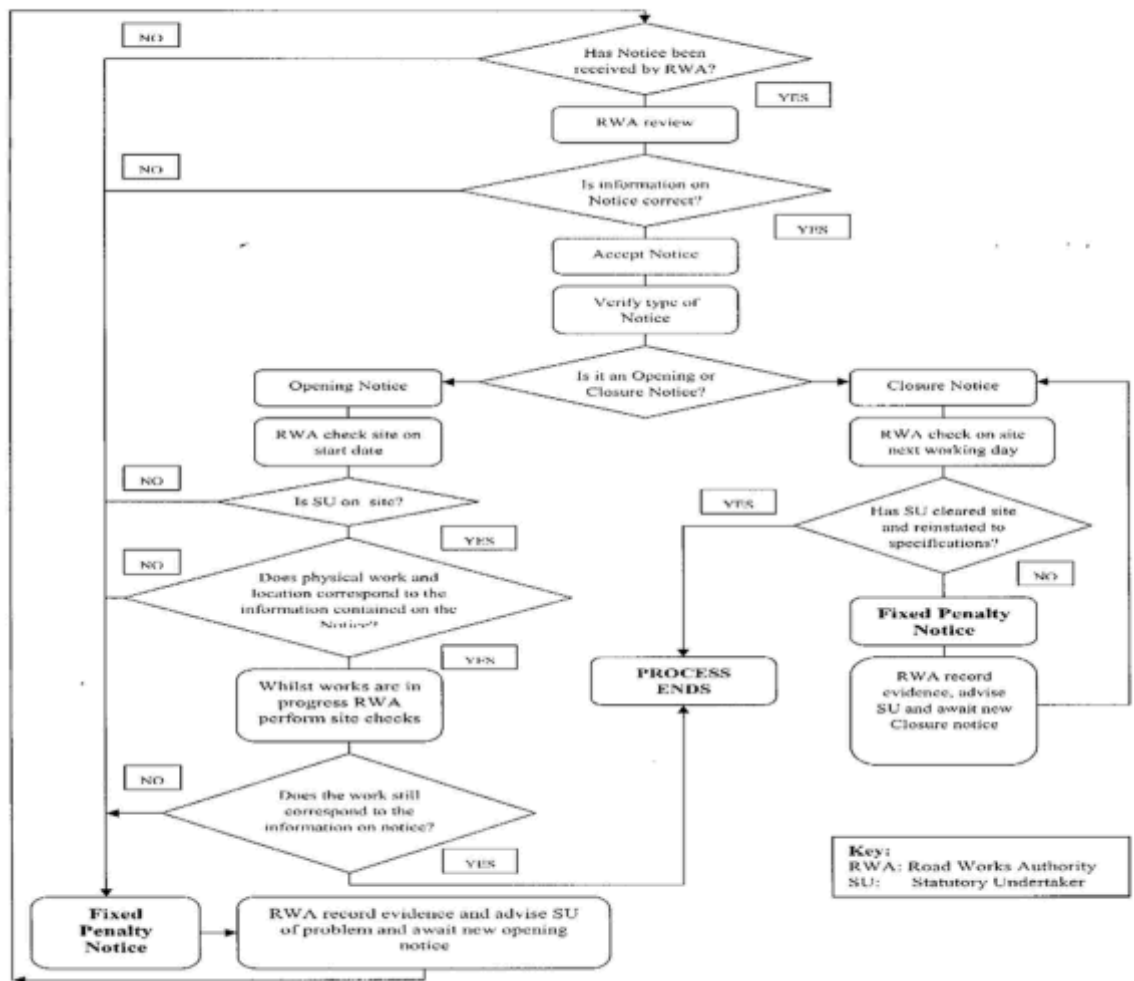 NO
Has Notice been
received by RWA?
YES
RWA review
NO
Is information on
Notice correct?
YES
Accept Notice
Verify type of
Notice
Opening Notice
Is it an Opening or
Closure Notice?
Closure Notice
RWA check site on
start date
RWA check on site
next working day
NO
Is SU on site?
YES
YES
Has SU cleared site
and reinstated to
specifications?
NO
NO
Does physical work and
location correspond to the
information contained on the
Notice?
YES
Fixed Penalty
Notice
Whilst works are in
progress RWA
perform site checks
PROCESS
ENDS
RWA record
evidence, advise
SU and await new
Closure notice
NO
Does the work still
correspond to the
information on notice?
YES
Key:
RWA: Road Works Authority
SU: Statutory Undertaker
Fixed
Penalty
Notice
RWA record evidence and advise SU
of problem and await new opening
notice